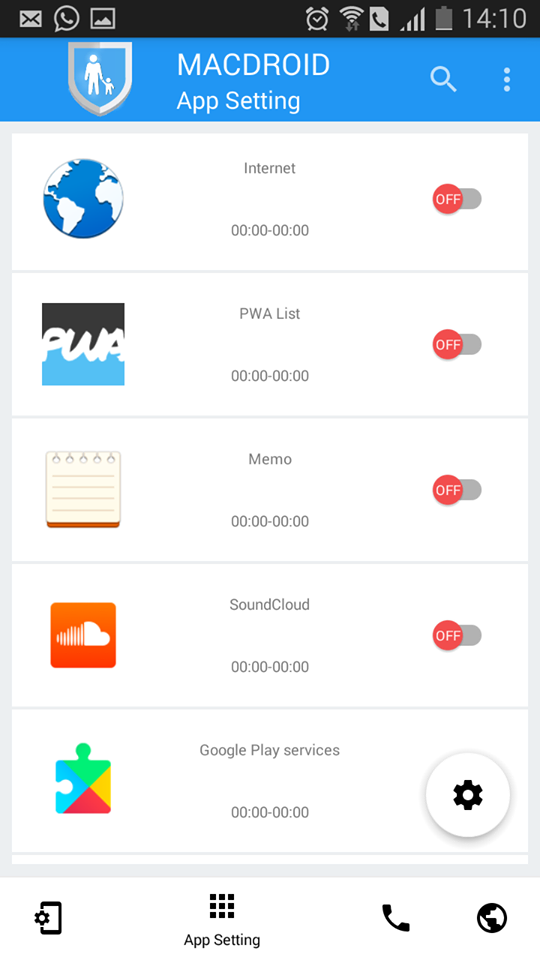 14:10
MACDROID
App Setting
Internet
OFF
00:00-00:00
PWA List
PWA
OFF
00:00-00:00
Memo
OFF
00:00-00:00
SoundCloud
OFF
00:00-00:00
Google Play services
00:00-00:00
App Setting